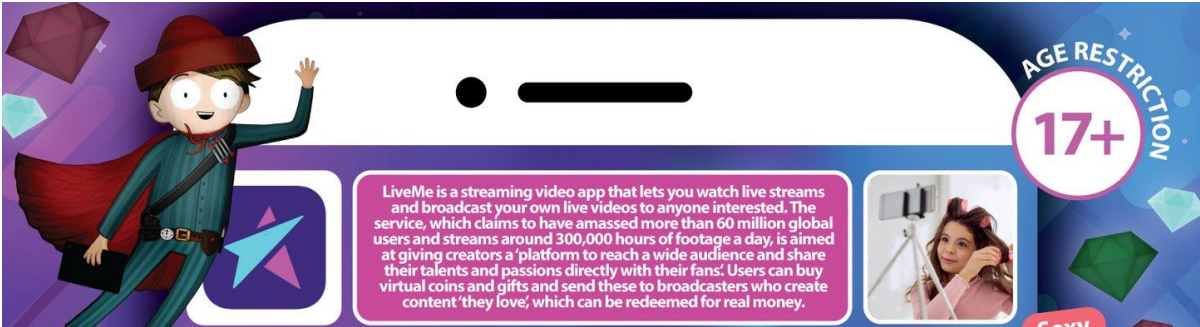 AGE RESTRICTION
17+
LiveMe is a streaming video app that lets you watch live streams
and broadcast your own live videos to anyone interested. The
service, which claims to have amassed more than 60 million global
users and streams around 300,000 hours of footage a day, is aimed
at giving creators a ‘platform to reach a wide audience and share
their talents and passions directly with their fans’. Users can buy
virtual coins and gifts and send these to broadcasters who create
content ‘they love’, which can be redeemed for real money.
Sexy